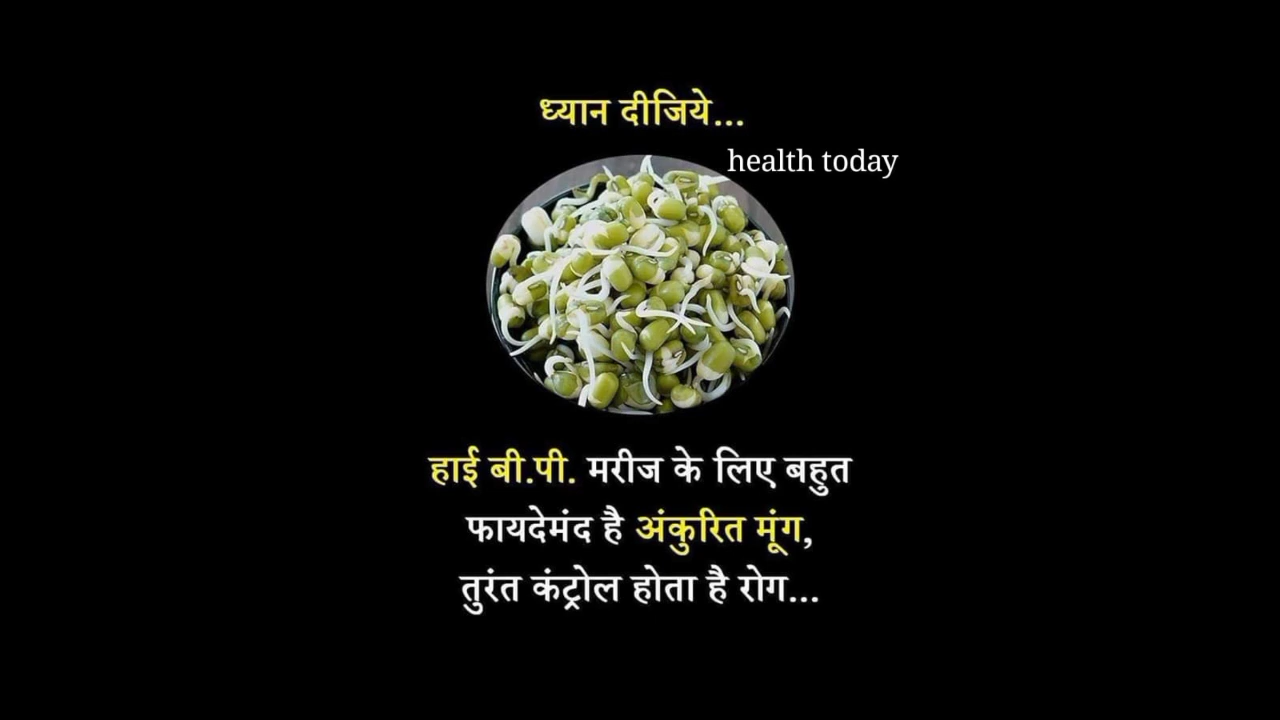 ध्यान दीजिये...
health today
हाई बी.पी. मरीज के लिए बहुत
फायदेमंद है अंकुरित मूंग,
तुरंत कंट्रोल होता है रोग...